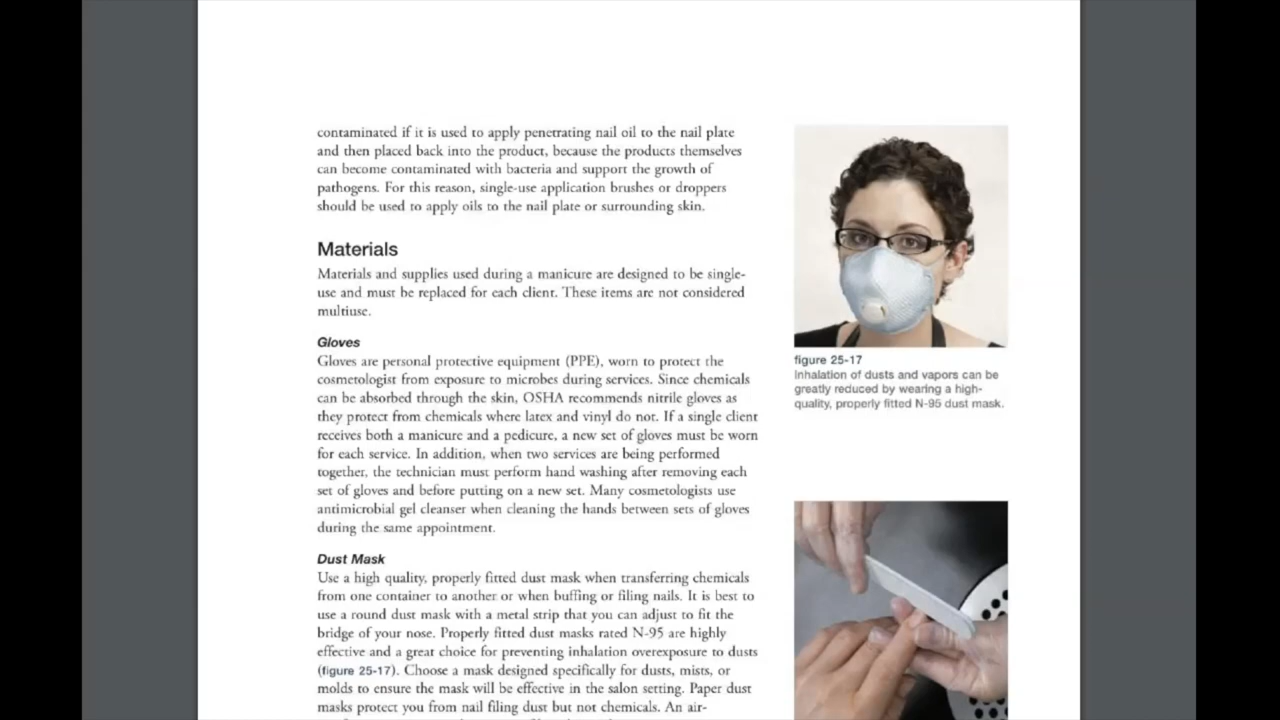 contaminated if it is used to apply penetrating nail oil to the nail plate
and then placed back into the product, because the products themselves
can become contaminated with bacteria and support the growth of
pathogens. For this reason, single-use application brushes or droppers
should be used to apply oils to the nail plate or surrounding skin.
Materials
Materials and supplies used during a manicure are designed to be single-
use and must be replaced for each client. These items are not considered
multiuse.
Gloves
Gloves are personal protective equipment (PPE), worn to protect the
cosmetologist from exposure to microbes during services. Since chemicals
can be absorbed through the skin, OSHA recommends nitrile gloves as
they protect from chemicals where latex and vinyl do not. If a single client
receives both a manicure and a pedicure, a new set of gloves must be worn
for each service. In addition, when two services are being performed
together, the technician must perform hand washing after removing each
set of gloves and before putting on a new set. Many cosmetologists use
antimicrobial gel cleanser when cleaning the hands between sets of gloves
during the same appointment.
Dust Mask
Use a high quality, properly fitted dust mask when transferring chemicals
from one container to another or when buffing or filing nails. It is best to
use a round dust mask with a metal strip that you can adjust to fit the
bridge of your nose. Properly fitted dust masks rated N-95 are highly
effective and a great choice for preventing inhalation overexposure to dusts
(figure 25-17). Choose a mask designed specifically for dusts, mists, or
molds to ensure the mask will be effective in the salon setting. Paper dust
masks protect you from nail filing dust but not chemicals. An air-
figure 25-17
Inhalation of dusts and vapors can be
greatly reduced by wearing a high-
quality, properly fitted N-95 dust mask.